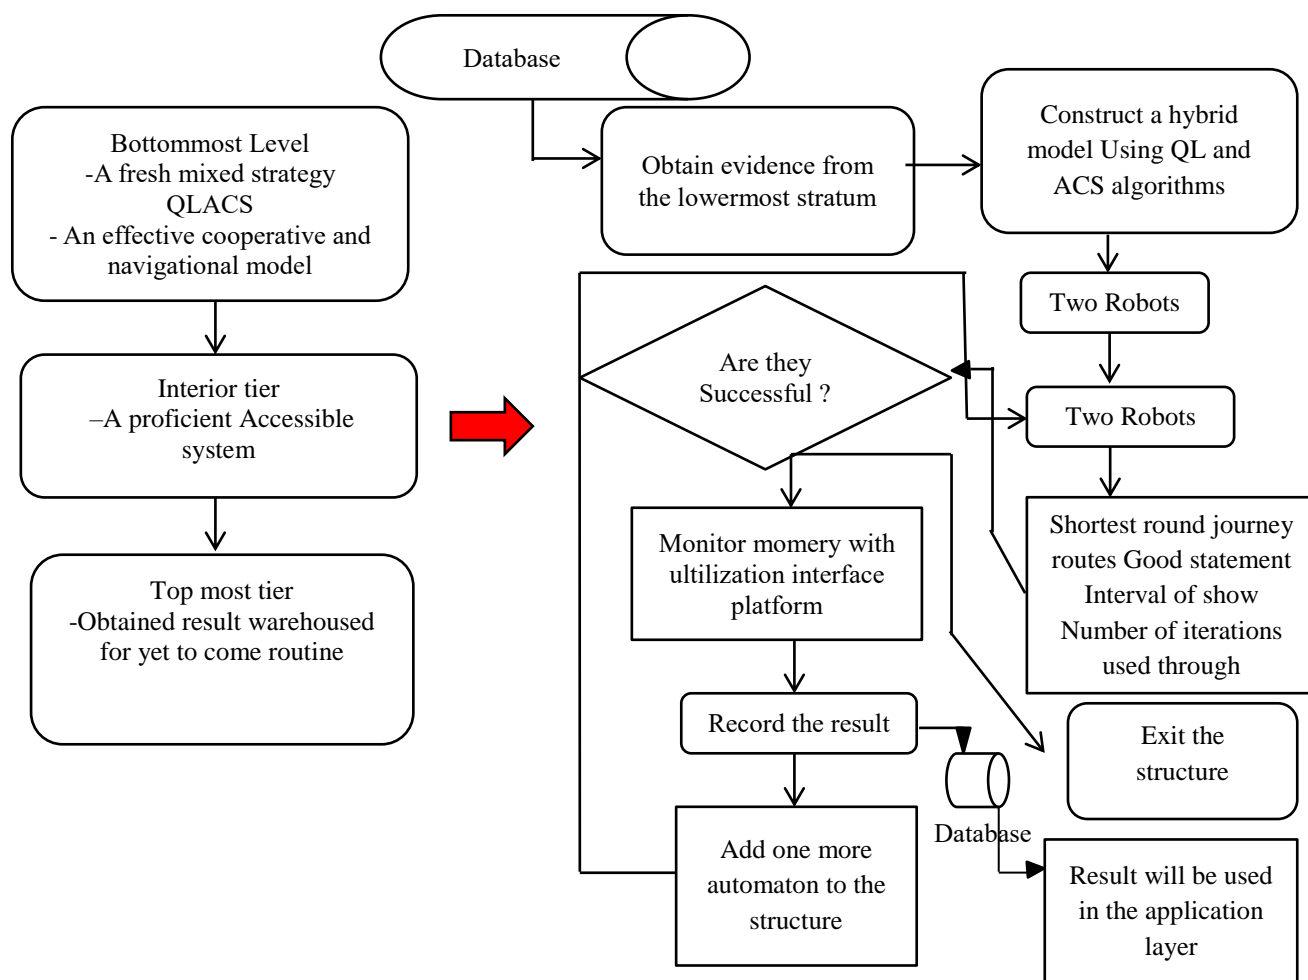 Database
Bottommost Level
-A fresh mixed strategy
QLACS
- An effective cooperative and
navigational model
Interior tier
–A proficient Accessible
system
Top most tier
-Obtained result warehoused
for yet to come routine
Obtain evidence from
the lowermost stratum
Construct a hybrid
model Using QL and
ACS algorithms
Two Robots
Two Robots
Shortest round journey
routes Good statement
Interval of show
Number of iterations
used through
Are they
Successful ?
Monitor momery with
ultilization interface
platform
Record the result
Database
Add one more
automaton to the
structure
Exit the
structure
Result will be used
in the application
layer